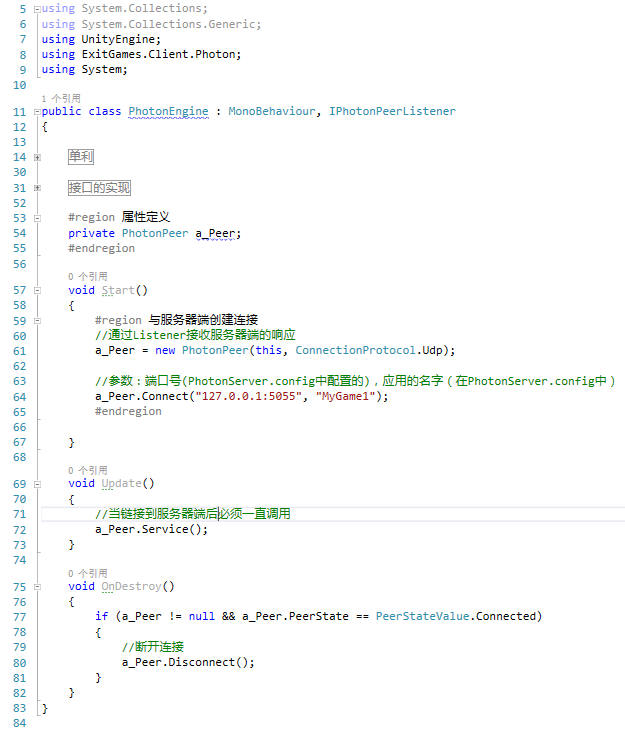 5 using System.Collections;
6 using System.Collections.Generic;
7 using UnityEngine;
8 using ExitGames.Client.Photon;
9 using System;
10
1 个引用
11 public class PhotonEngine : MonoBehaviour, IPhotonPeerListener
12 {
13
14 单利
30
31 接口的实现
52
53 #region 属性定义
54 private PhotonPeer a_Peer;
55 #endregion
56
0 个引用
57 void Start()
58 {
59 #region 与服务器端创建连接
60 //通过Listener接收服务器端的响应
61 a_Peer = new PhotonPeer(this, ConnectionProtocol.Udp);
62
63 //参数：端口号(PhotonServer.config中配置的)，应用的名字（在PhotonServer.config中）
64 a_Peer.Connect("127.0.0.1:5055", "MyGame1");
65 #endregion
66
67 }
68
0 个引用
69 void Update()
70 {
71 //当链接到服务器端后必须一直调用
72 a_Peer.Service();
73 }
74
0 个引用
75 void OnDestroy()
76 {
77 if (a_Peer != null && a_Peer.PeerState == PeerStateValue.Connected)
78 {
79 //断开连接
80 a_Peer.Disconnect();
81 }
82 }
83 }
84